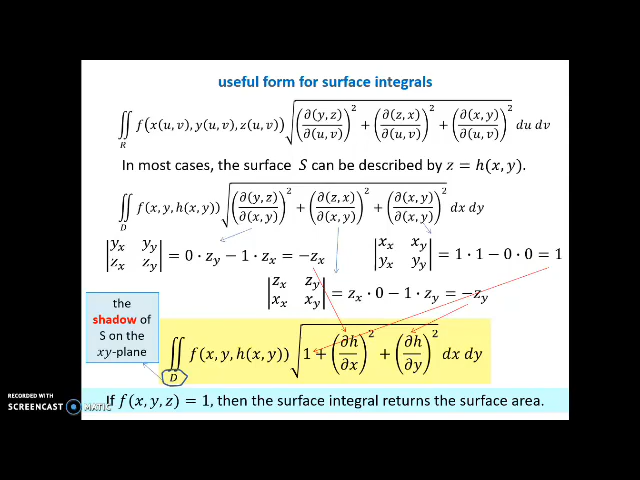 useful form for surface integrals
∬_R f(x(u, v), y(u, v), z(u, v)) √((∂(y, z)/∂(u, v))² + (∂(z, x)/∂(u, v))² + (∂(x, y)/∂(u, v))²) du dv
In most cases, the surface S can be described by z = h(x, y).
∬_D f(x, y, h(x, y)) √((∂(y, z)/∂(x, y))² + (∂(z, x)/∂(x, y))² + (∂(x, y)/∂(x, y))²) dx dy
|y_x y_y; z_x z_y| = 0 · z_y − 1 · z_x = −z_x
|x_x x_y; y_x y_y| = 1 · 1 − 0 · 0 = 1
|z_x z_y; x_x x_y| = z_x · 0 − 1 · z_y = −z_y
the
shadow of
S on the
xy-plane
∬_D f(x, y, h(x, y)) √(1 + (∂h/∂x)² + (∂h/∂y)²) dx dy
If f(x, y, z) = 1, then the surface integral returns the surface area.
RECORDED WITH
SCREENCAST MATIC